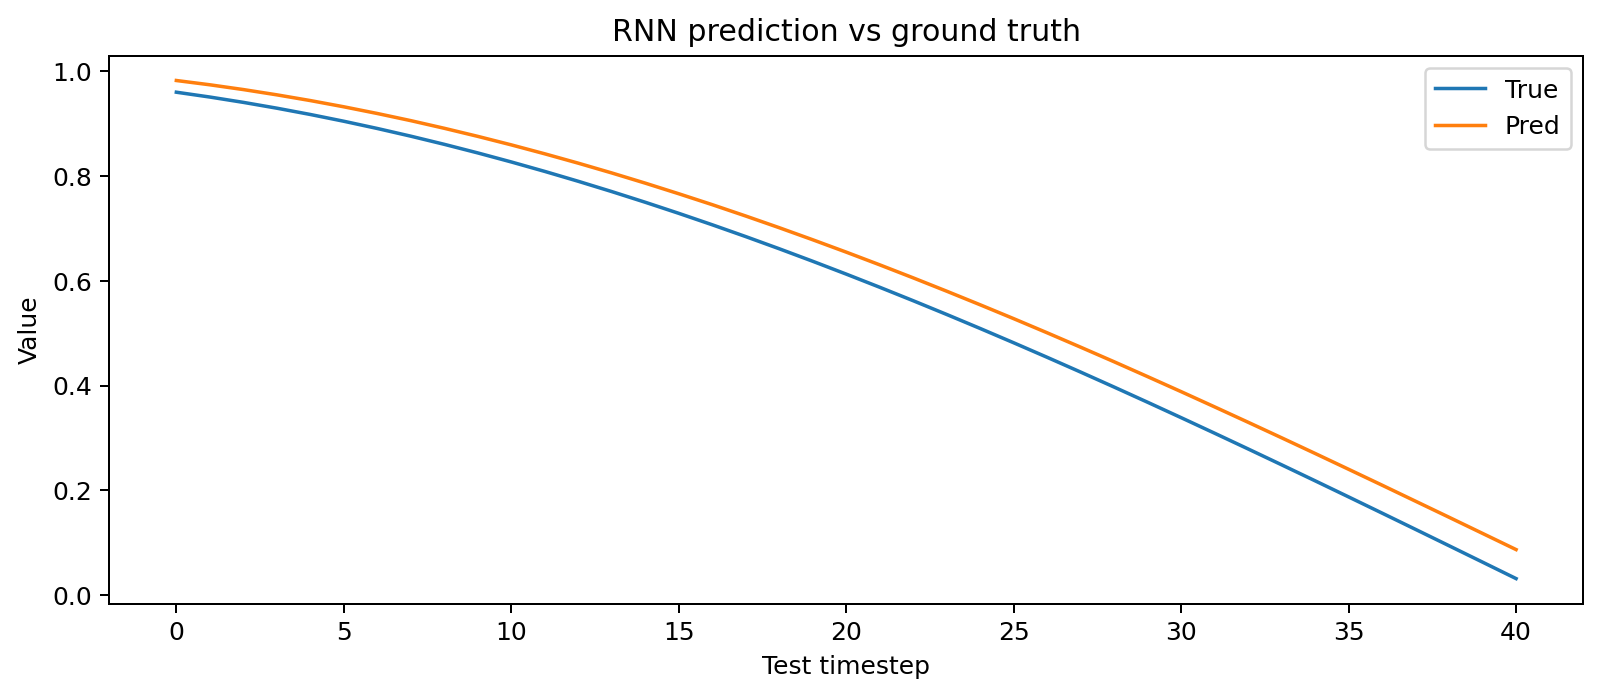 RNN prediction vs ground truth
True
Pred
1.0
0.8
0.6
0.4
0.2
0.0
Value
0 5 10 15 20 25 30 35 40
Test timestep